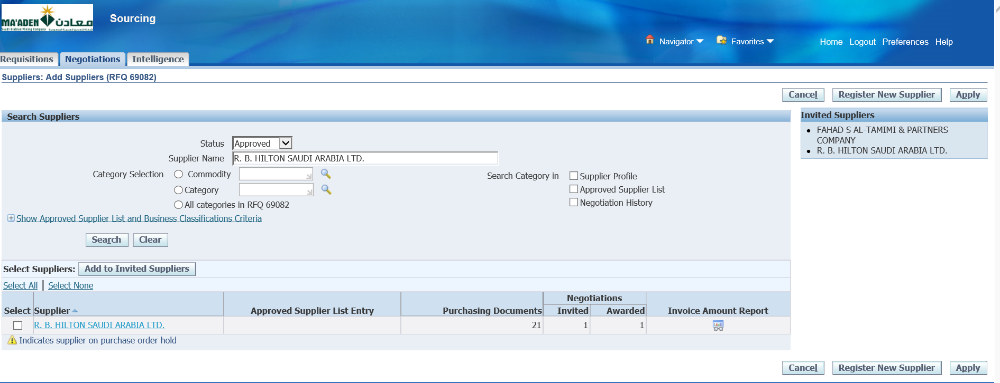 MA'ADEN معادن
Saudi Arabian Mining Company
Sourcing
Navigator
Favorites
Home Logout Preferences Help
Requisitions Negotiations Intelligence
Suppliers: Add Suppliers (RFQ 69082)
Cancel Register New Supplier Apply
Search Suppliers
Invited Suppliers
FAHAD S AL-TAMIMI & PARTNERS
COMPANY
R. B. HILTON SAUDI ARABIA LTD.
Status Approved
Supplier Name R. B. HILTON SAUDI ARABIA LTD.
Category Selection Commodity
Category
All categories in RFQ 69082
Search Category in Supplier Profile
Approved Supplier List
Negotiation History
Show Approved Supplier List and Business Classifications Criteria
Search Clear
Select Suppliers: Add to Invited Suppliers
Select All | Select None
Negotiations
Select Supplier Approved Supplier List Entry Purchasing Documents Invited Awarded Invoice Amount Report
R. B. HILTON SAUDI ARABIA LTD. 21 1 1
Indicates supplier on purchase order hold
Cancel Register New Supplier Apply